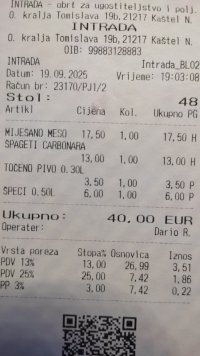 INTRADA - obrt za ugostiteljstvo i polj
O. kralja Tomislava 19b, 21217 Kaštel N.
INTRADA
O. kralja Tomislava 19b, 21217 Kaštel N.
OIB: 99883128883
INTRADA Intrada_BL02
Datum: 19.09.2025 Vrijeme: 19:03:08
Račun br: 23170/PJ1/2
Stol: 48
Artikl Cijena Kol. Ukupno PG
MIJESANO MESO 17,50 1,00 17,50 H
SPAGETI CARBONARA
13,00 1,00 13,00 H
TOCENO PIVO 0.30L
3,50 1,00 3,50 P
SPECI 0.50L 6,00 1,00 6,00 P
Ukupno: 40,00 EUR
Operater: Dario R.
Vrsta poreza Stopa% Osnovica Iznos
PDV 13% 13,00 26,99 3,51
PDV 25% 25,00 7,42 1,86
PP 3% 3,00 7,42 0,22